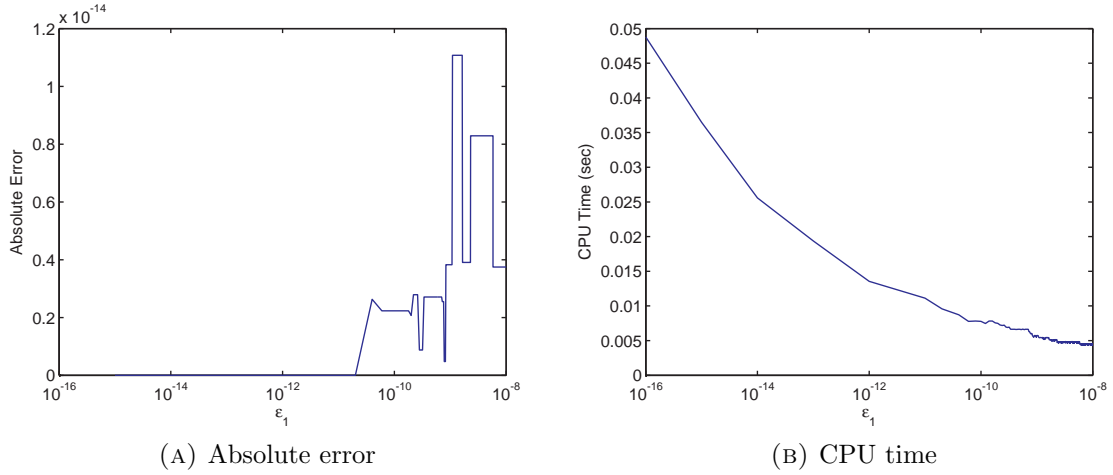 x 10^-14
1.2
1
0.8
0.6
0.4
0.2
0
Absolute Error
10^-16 10^-14 10^-12 10^-10 10^-8
ε_1
(A) Absolute error
0.05
0.045
0.04
0.035
0.03
0.025
0.02
0.015
0.01
0.005
0
CPU Time (sec)
10^-16 10^-14 10^-12 10^-10 10^-8
ε_1
(B) CPU time